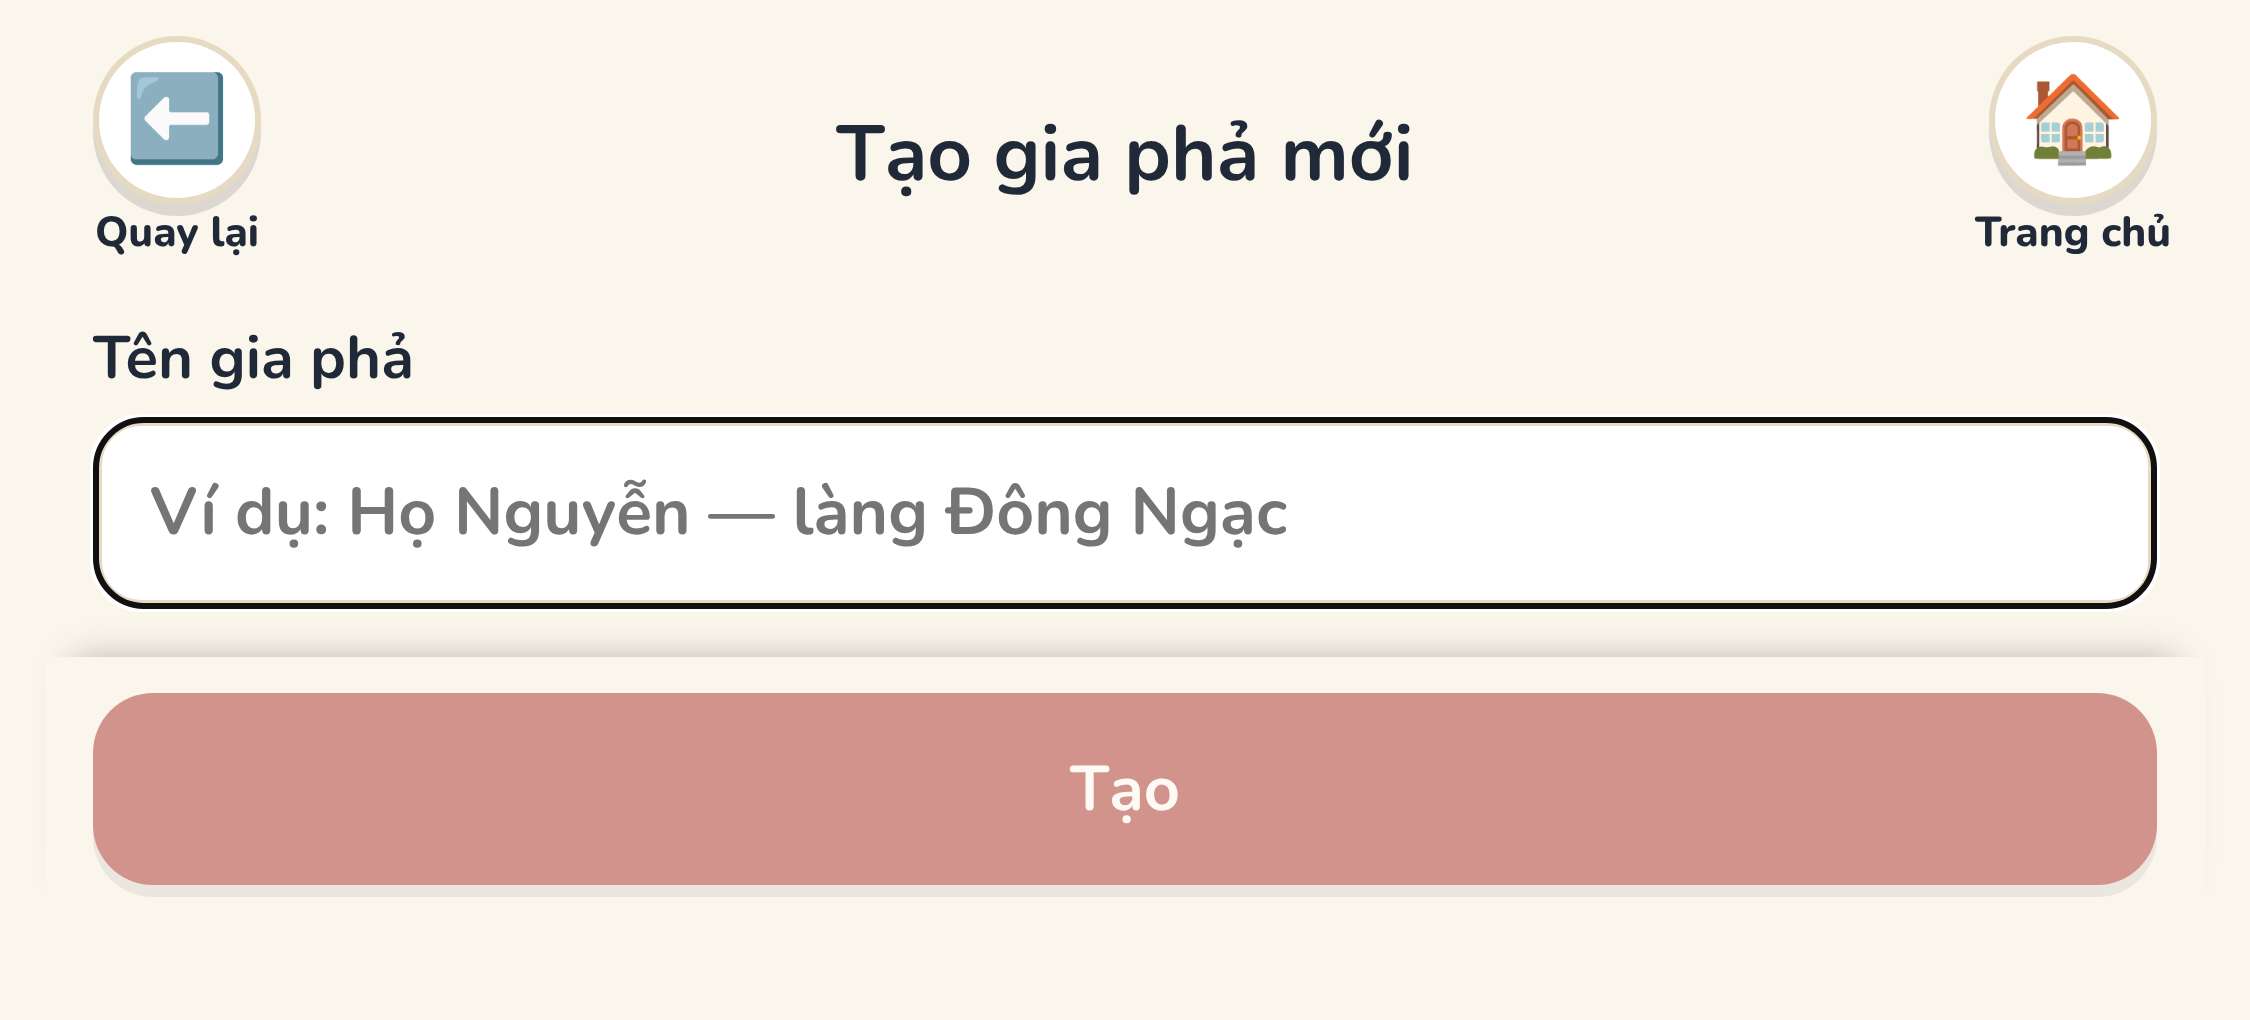 Tạo gia phả mới
Quay lại
Trang chủ
Tên gia phả
Ví dụ: Họ Nguyễn — làng Đông Ngạc
Tạo